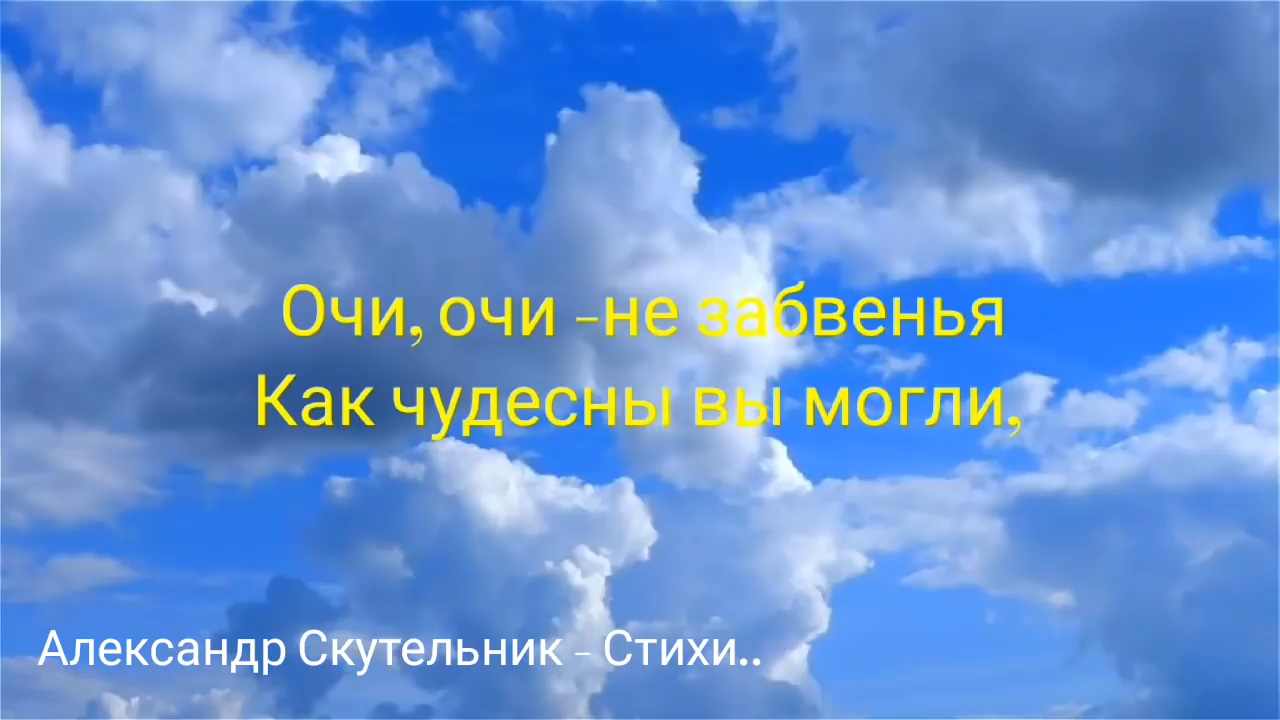 Очи, очи -не забвенья
Как чудесны вы могли,
Александр Скутельник - Стихи..